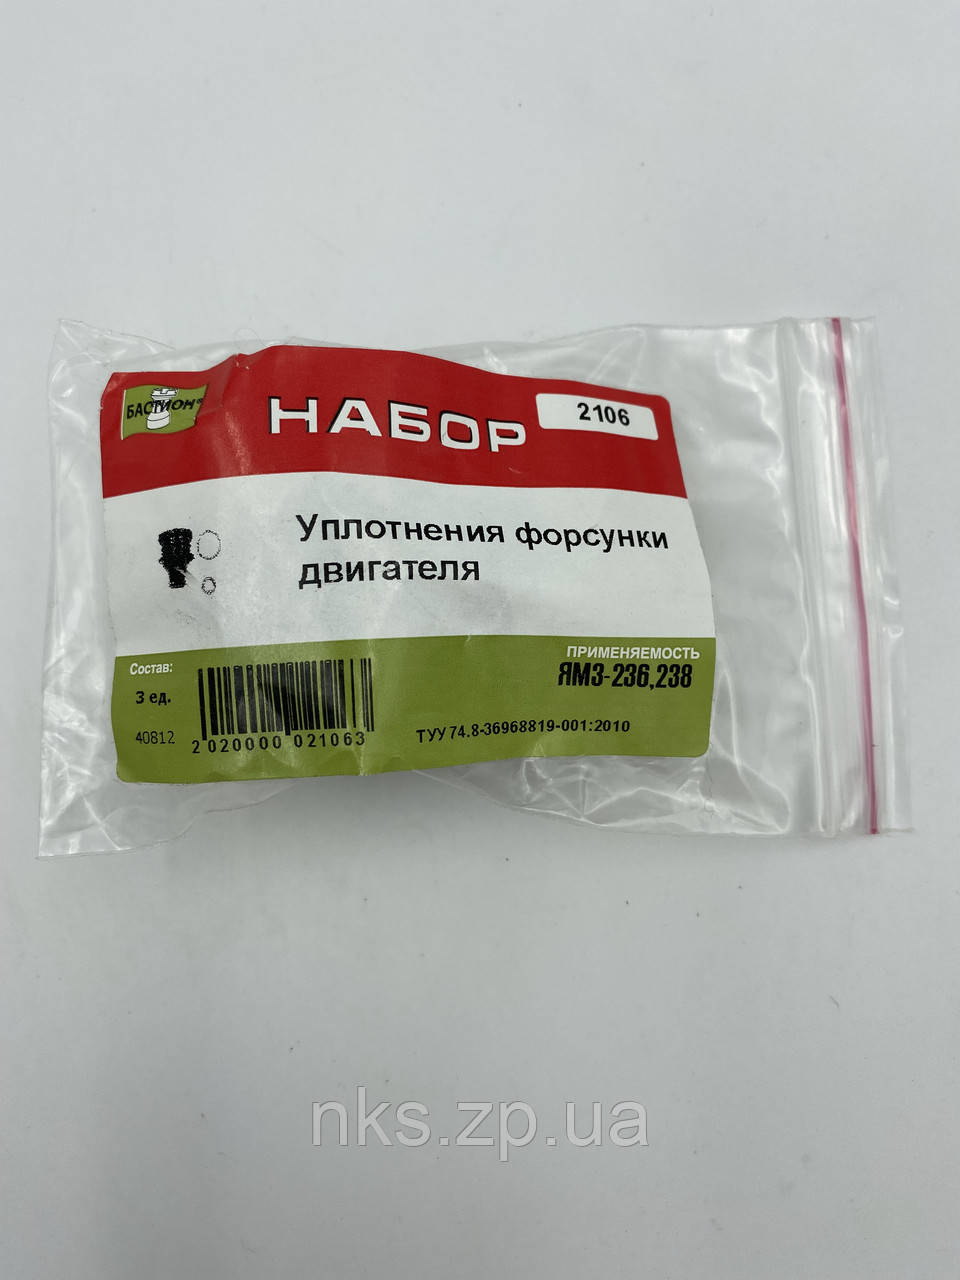 БАСТИОН®
НАБОР
2106
Уплотнения форсунки
двигателя
Состав:
3 ед.
40812
2 020000 021063
ПРИМЕНЯЕМОСТЬ
ЯМЗ-236,238
ТУУ 74.8-36968819-001:2010
nks.zp.ua